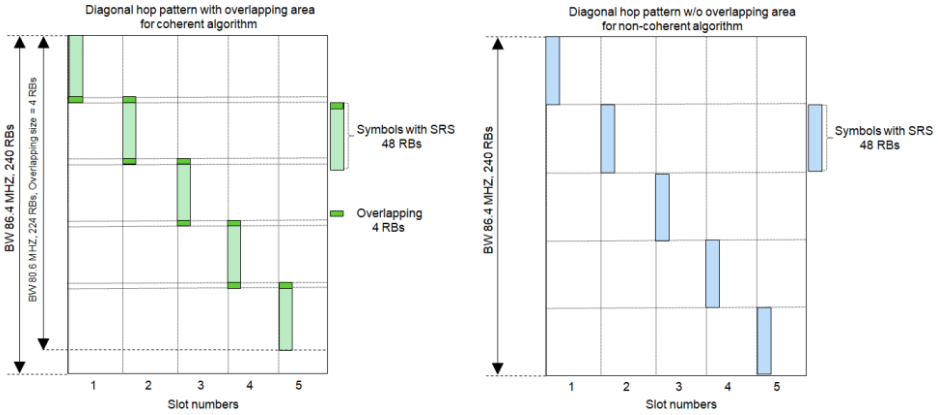 Diagonal hop pattern with overlapping area
for coherent algorithm
BW 86.4 MHZ, 240 RBs
BW 80.6 MHZ, 224 RBs, Overlapping size = 4 RBs
Symbols with SRS
48 RBs
Overlapping
4 RBs
1 2 3 4 5
Slot numbers
Diagonal hop pattern w/o overlapping area
for non-coherent algorithm
BW 86.4 MHZ, 240 RBs
Symbols with SRS
48 RBs
1 2 3 4 5
Slot numbers